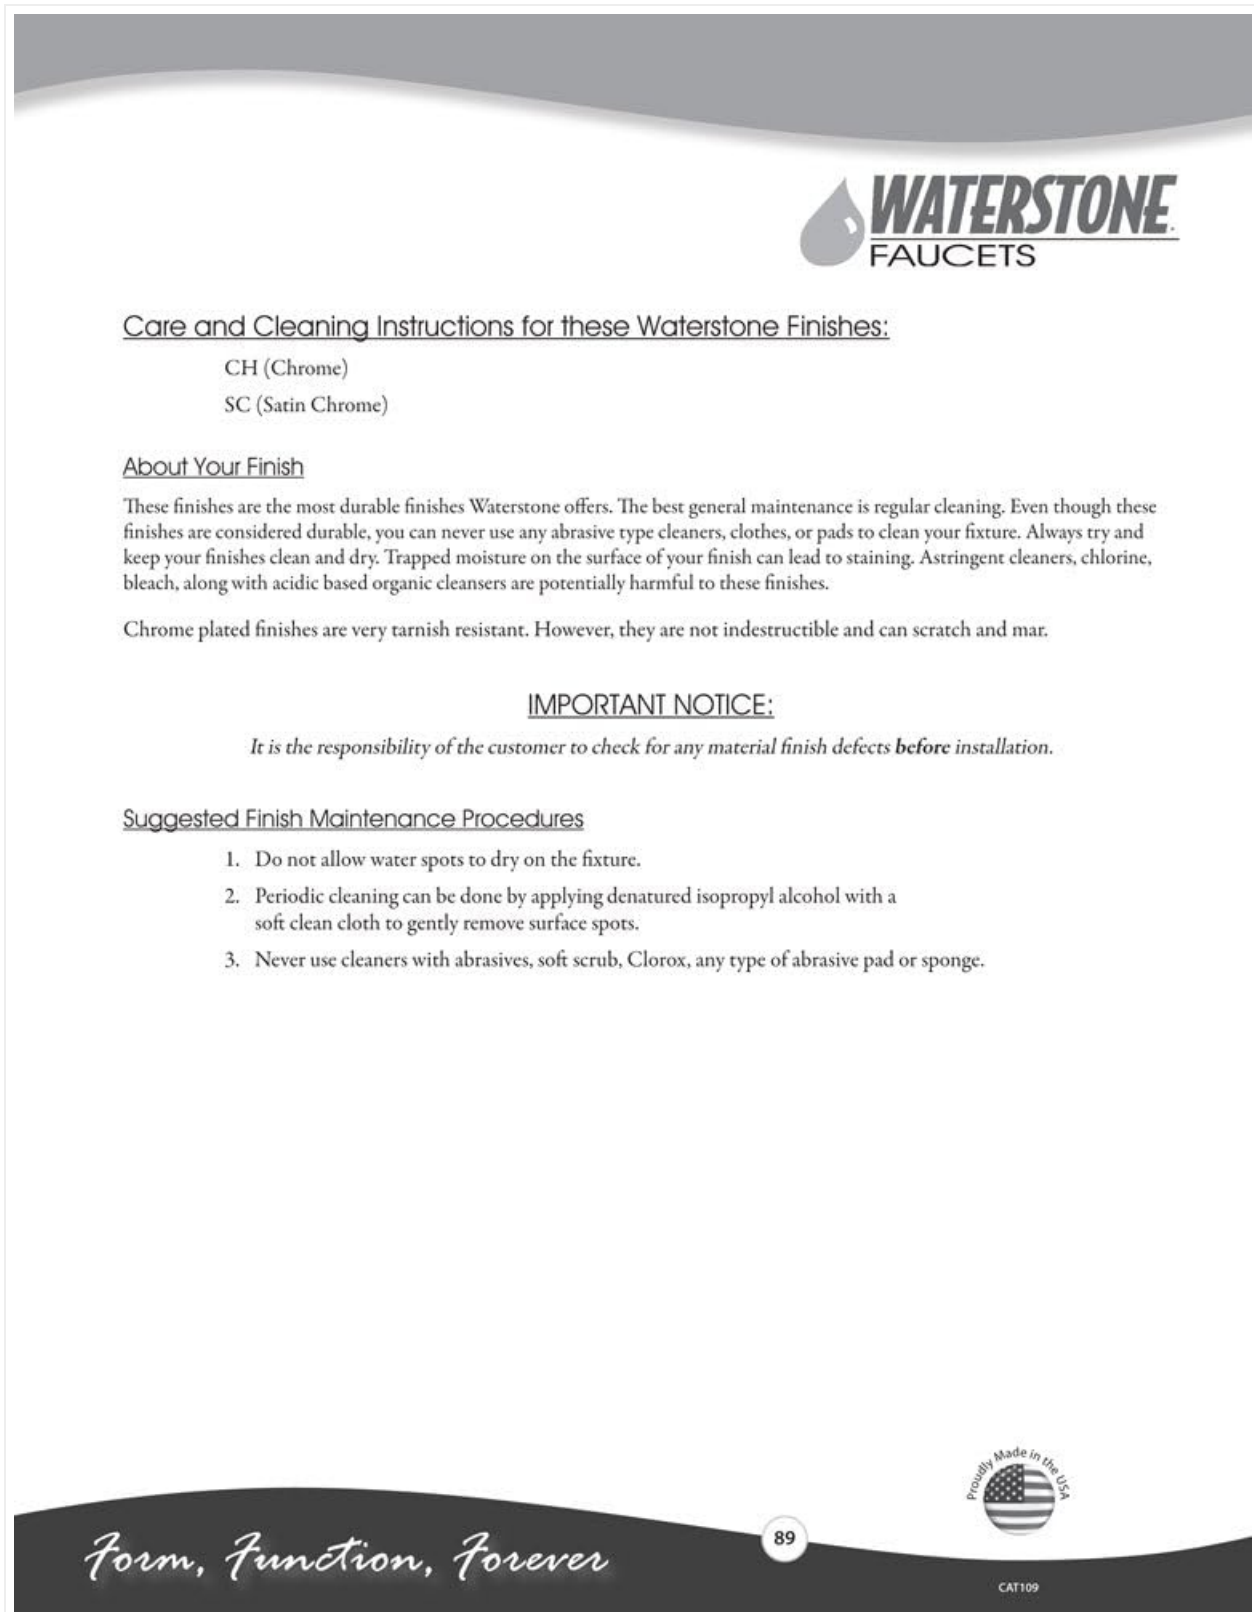 WATERSTONE
FAUCETS
Care and Cleaning Instructions for these Waterstone Finishes:
CH (Chrome)
SC (Satin Chrome)
About Your Finish
These finishes are the most durable finishes Waterstone offers. The best general maintenance is regular cleaning. Even though these
finishes are considered durable, you can never use any abrasive type cleaners, clothes, or pads to clean your fixture. Always try and
keep your finishes clean and dry. Trapped moisture on the surface of your finish can lead to staining. Astringent cleaners, chlorine,
bleach, along with acidic based organic cleansers are potentially harmful to these finishes.
Chrome plated finishes are very tarnish resistant. However, they are not indestructible and can scratch and mar.
IMPORTANT NOTICE:
It is the responsibility of the customer to check for any material finish defects before installation.
Suggested Finish Maintenance Procedures
1. Do not allow water spots to dry on the fixture.
2. Periodic cleaning can be done by applying denatured isopropyl alcohol with a
soft clean cloth to gently remove surface spots.
3. Never use cleaners with abrasives, soft scrub, Clorox, any type of abrasive pad or sponge.
Proudly Made in the USA
Form, Function, Forever
89
CAT109